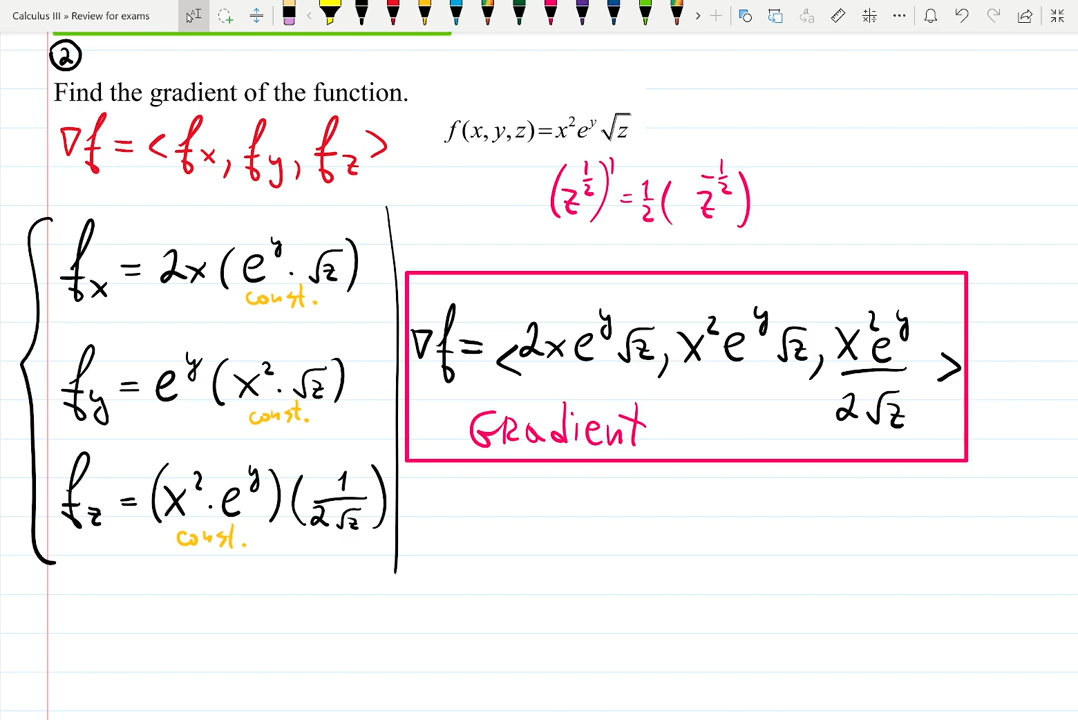 Calculus III » Review for exams
②
Find the gradient of the function.
∇f = <fx, fy, fz>
f(x, y, z)=x²e^y √z
(z^(1/2))' = 1/2 ( z^(-1/2) )
fx = 2x (e^y · √z)
const.
fy = e^y (x² · √z)
const.
fz = (x² · e^y) (1/(2√z))
const.
∇f = <2xe^y √z, x²e^y √z, x²e^y/(2√z)>
GRadient